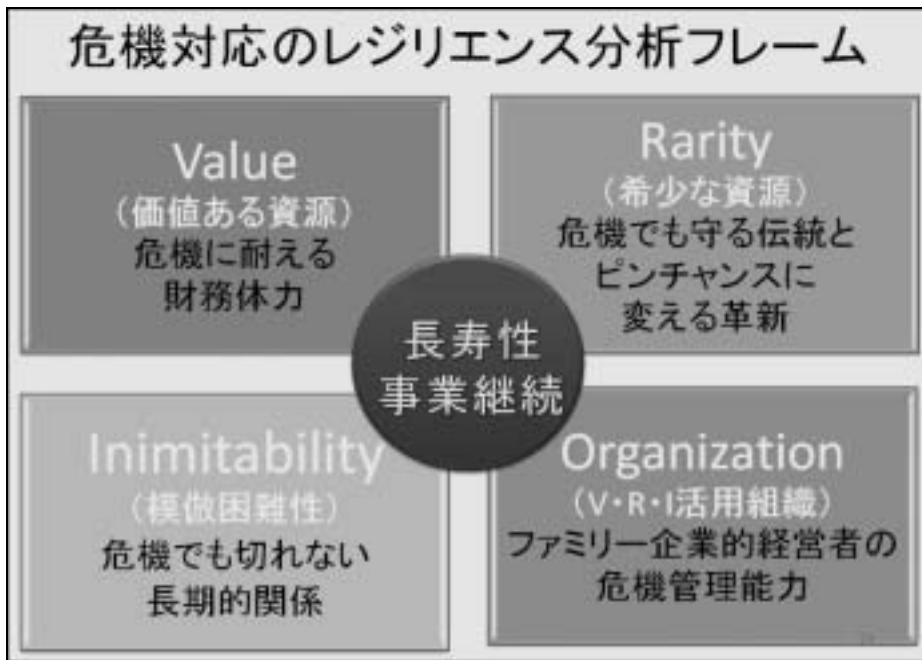 危機対応のレジリエンス分析フレーム
Value
(価値ある資源)
危機に耐える
財務体力
Rarity
(希少な資源)
危機でも守る伝統と
ピンチャンスに
変える革新
長寿性
事業継続
Inimitability
(模倣困難性)
危機でも切れない
長期的関係
Organization
(V・R・I活用組織)
ファミリー企業的経営者の
危機管理能力